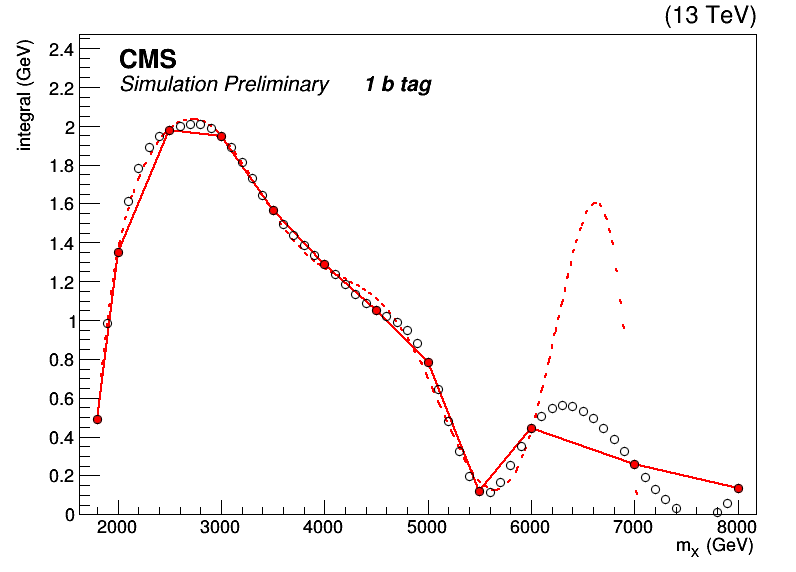 (13 TeV)
CMS
Simulation Preliminary 1 b tag
integral (GeV)
2.4
2.2
2
1.8
1.6
1.4
1.2
1
0.8
0.6
0.4
0.2
0
2000 3000 4000 5000 6000 7000 8000
m_X (GeV)